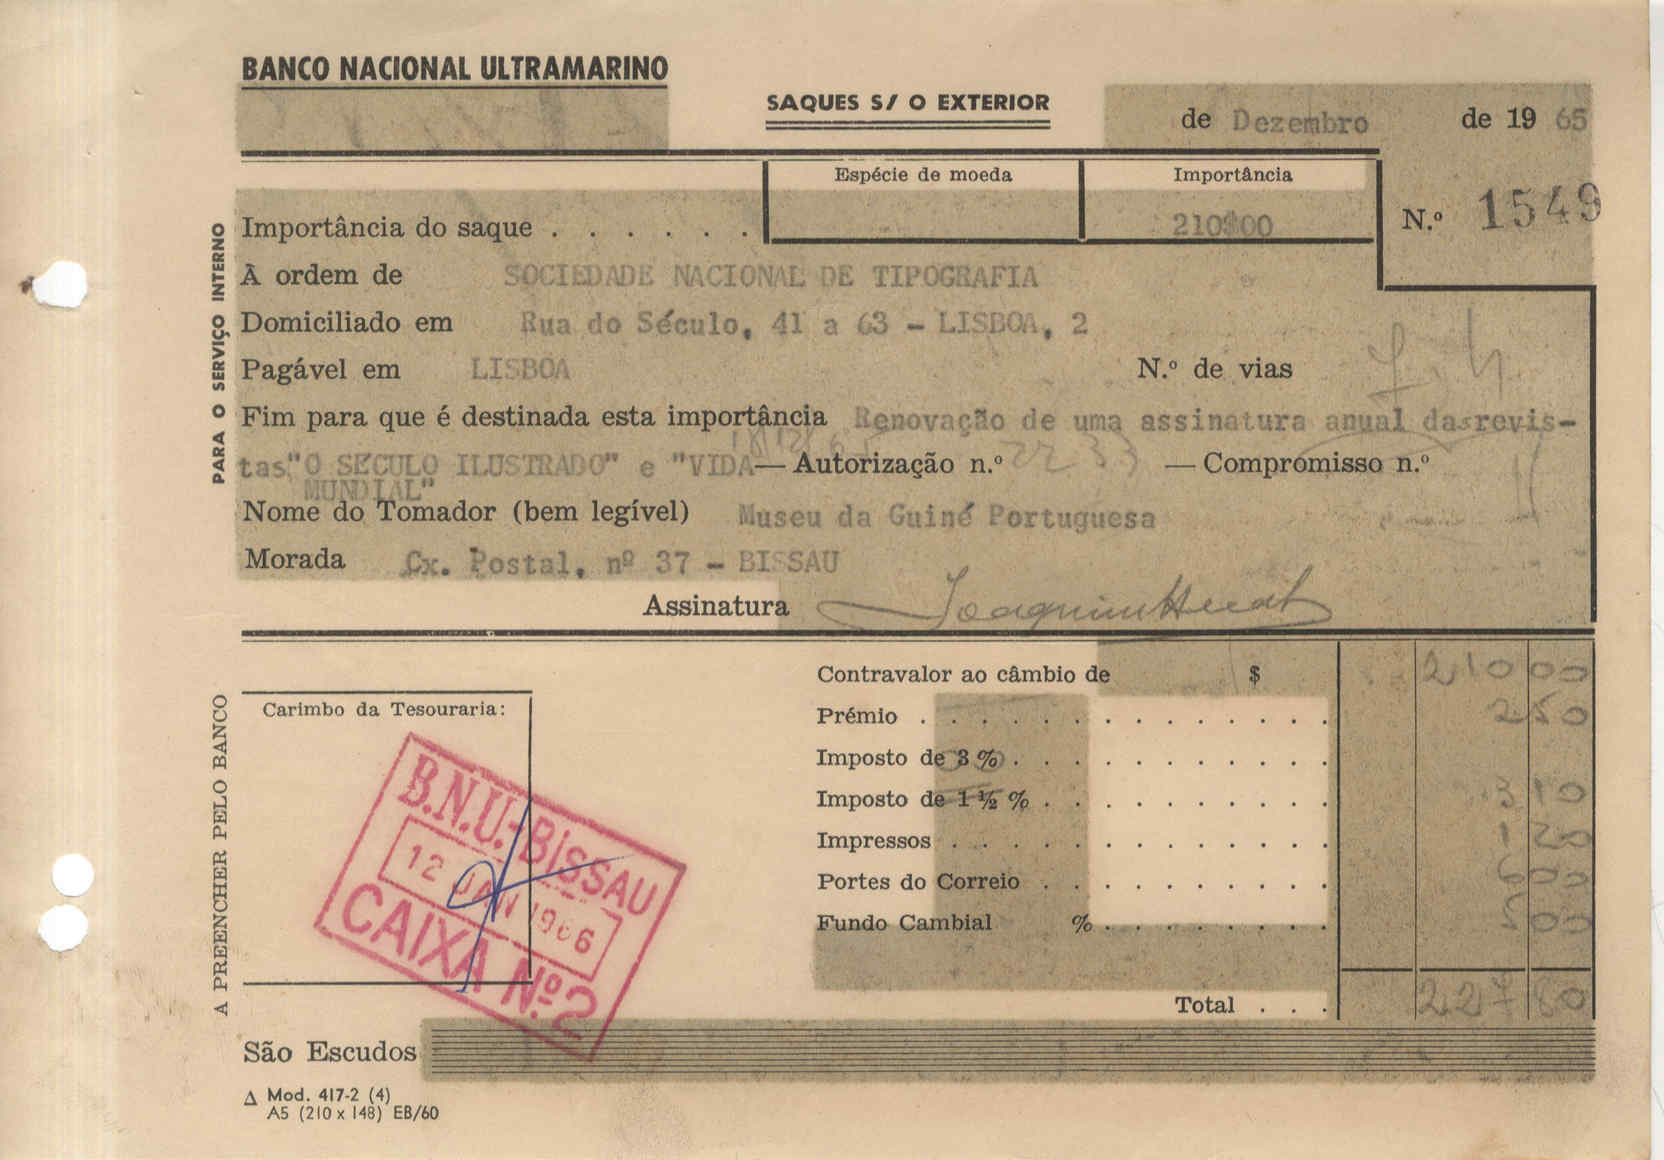 BANCO NACIONAL ULTRAMARINO
SAQUES S/ O EXTERIOR
de Dezembro de 19 65
Espécie de moeda Importância
Importância do saque . . . . . . . 210$00
N.º 1549
À ordem de SOCIEDADE NACIONAL DE TIPOGRAFIA
Domiciliado em Rua do Século, 41 a 63 - LISBOA, 2
Pagável em LISBOA N.º de vias
Fim para que é destinada esta importância Renovação de uma assinatura anual das revis-
tas "O SÉCULO ILUSTRADO" e "VIDA — Autorização n.º 2233 — Compromisso n.º
MUNDIAL"
Nome do Tomador (bem legível) Museu da Guiné Portuguesa
Morada Cx. Postal, nº 37 - BISSAU
Assinatura Joaquim
PARA O SERVIÇO INTERNO
Contravalor ao câmbio de $ 210 00
Prémio . . . . . . . . . . . . . . 2 50
Imposto de 3 % . . . . . . . . . . .
Imposto de 1 ½ % . . . . . . . . . . 3 10
Impressos . . . . . . . . . . . . . 1 20
Portes do Correio . . . . . . . . . . 6 00
Fundo Cambial % . . . . . . . . 5 00
Total . . . 227 80
A PREENCHER PELO BANCO
Carimbo da Tesouraria:
B.N.U.-BISSAU
12 JAN 1966
CAIXA Nº 2
São Escudos
Δ Mod. 417-2 (4)
A5 (210 x 148) EB/60